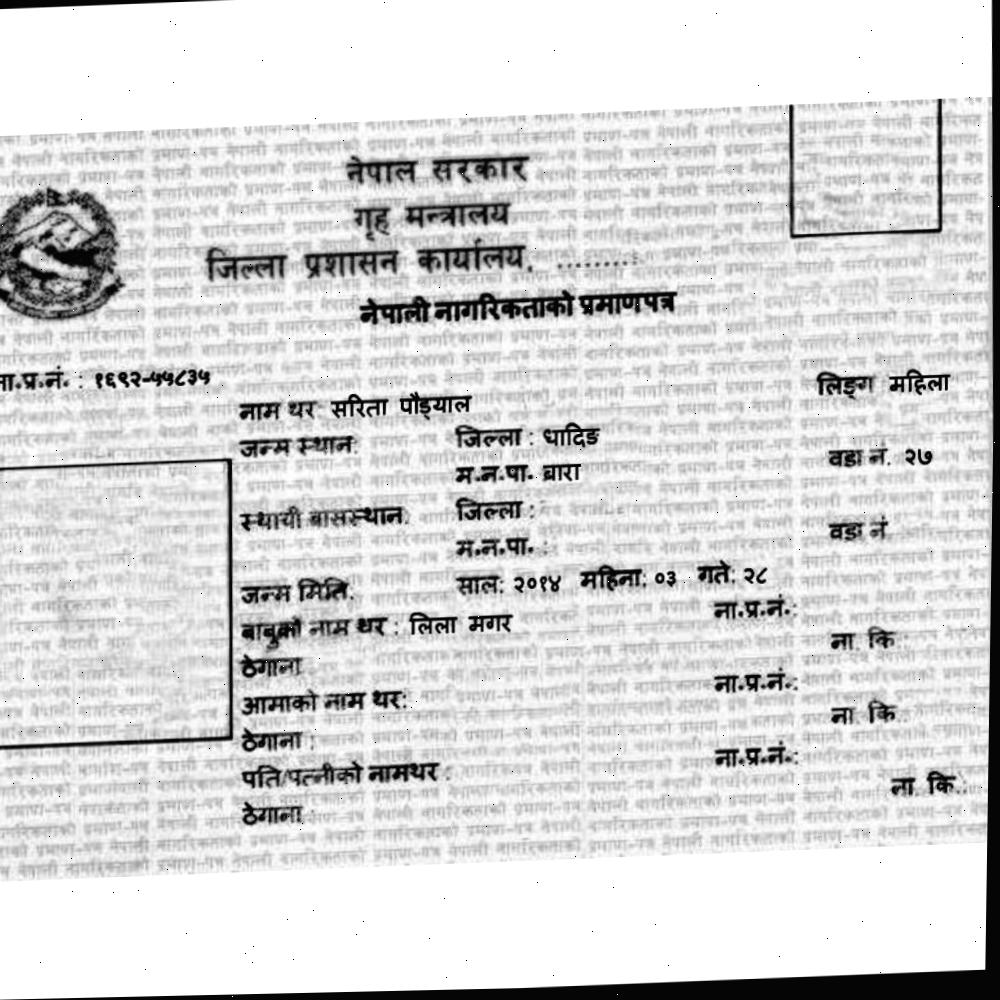 नेपाल सरकार
गृह मन्त्रालय
जिल्ला प्रशासन कार्यालय, .........
नेपाली नागरिकताको प्रमाणपत्र
ना.प्र.नं. : १६९२-५५८३५
लिङ्ग महिला
नाम थर सरिता पौड्याल
जन्म स्थान: जिल्ला : धादिङ
म.न.पा. बारा वडा नं. २७
स्थायी बासस्थान: जिल्ला :
म.न.पा. : वडा नं
जन्म मिति: साल: २०१४ महिना: ०३ गते: २८
बाबुको नाम थर : लिला मगर ना.प्र.नं.:
ठेगाना ना. कि.:
आमाको नाम थर: ना.प्र.नं.:
ठेगाना : ना. कि.
पति/पत्नीको नामथर : ना.प्र.नं.:
ठेगाना : ना. कि.: